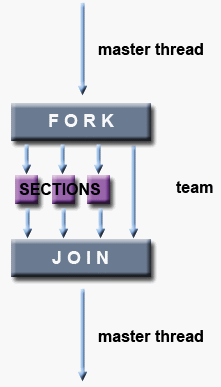 master thread
FORK
SECTIONS
team
JOIN
master thread